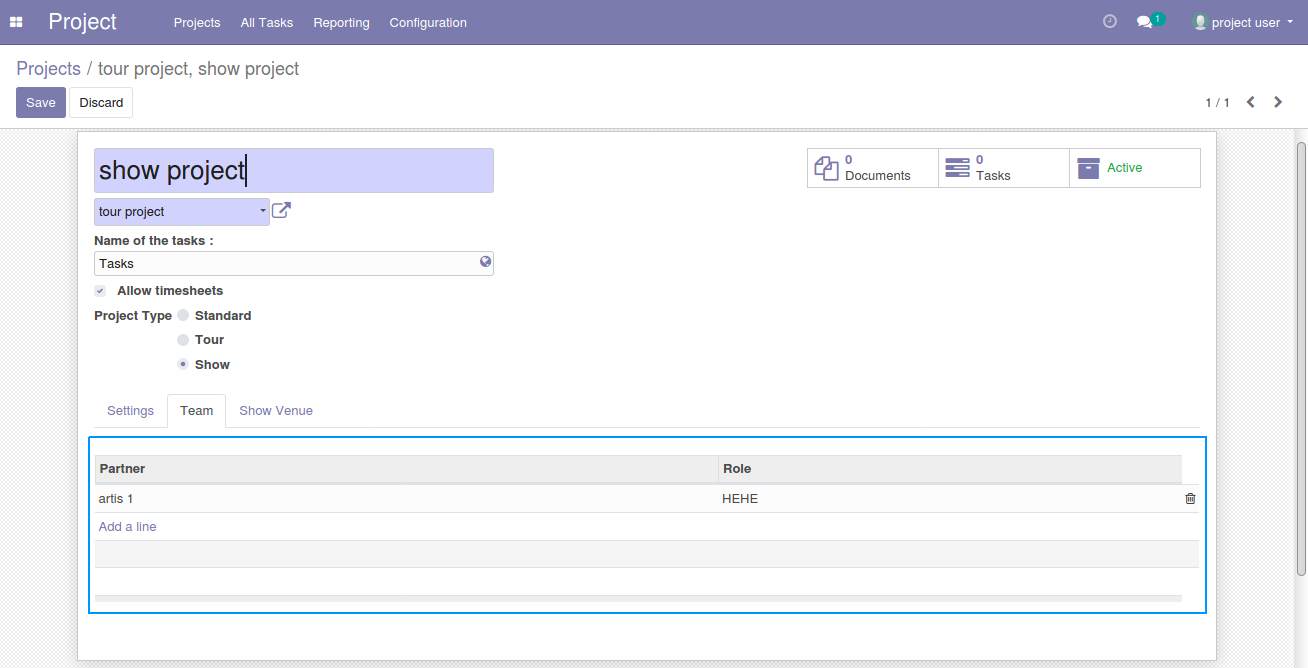 Project Projects All Tasks Reporting Configuration 1 project user
Projects / tour project, show project
Save Discard 1 / 1
show project 0 Documents 0 Tasks Active
tour project
Name of the tasks :
Tasks
Allow timesheets
Project Type Standard
Tour
Show
Settings Team Show Venue
Partner Role
artis 1 HEHE
Add a line